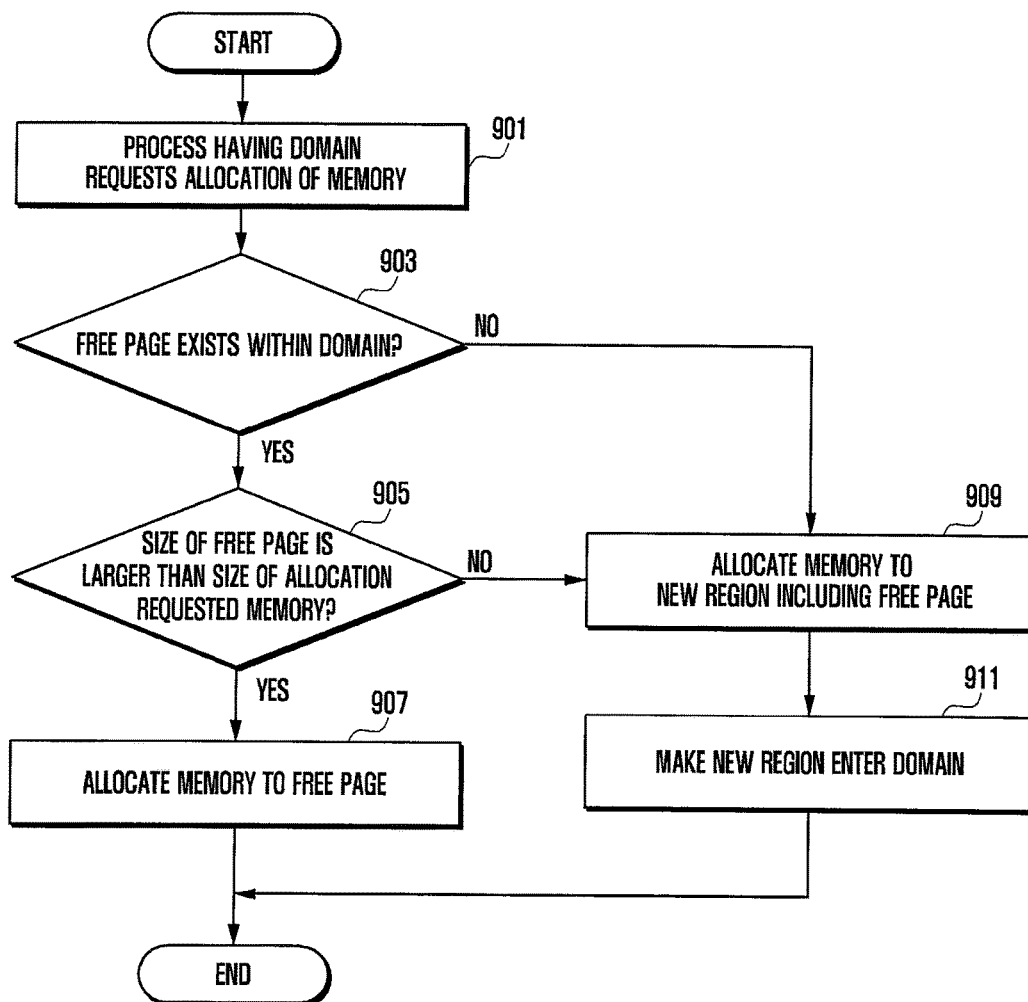 START
901
PROCESS HAVING DOMAIN
REQUESTS ALLOCATION OF MEMORY
903
FREE PAGE EXISTS WITHIN DOMAIN?
NO
YES
905
SIZE OF FREE PAGE IS
LARGER THAN SIZE OF ALLOCATION
REQUESTED MEMORY?
NO
YES
907
ALLOCATE MEMORY TO FREE PAGE
909
ALLOCATE MEMORY TO
NEW REGION INCLUDING FREE PAGE
911
MAKE NEW REGION ENTER DOMAIN
END